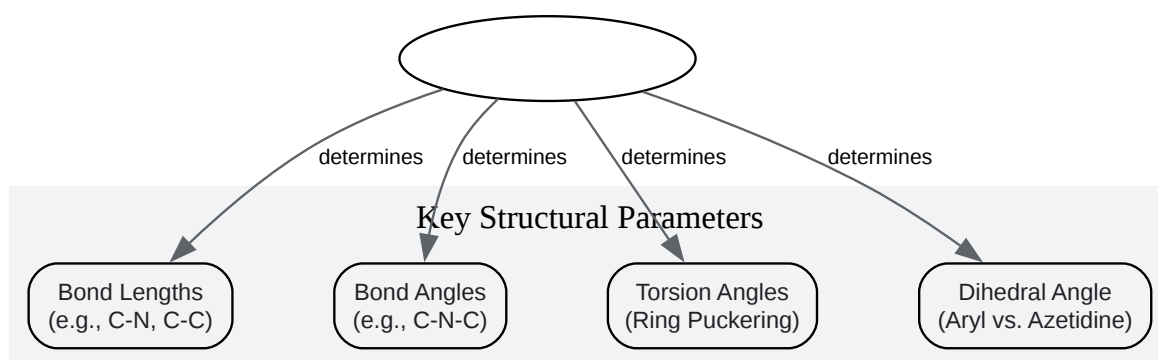 determines
determines
determines
determines
Key Structural Parameters
Bond Lengths
(e.g., C-N, C-C)
Bond Angles
(e.g., C-N-C)
Torsion Angles
(Ring Puckering)
Dihedral Angle
(Aryl vs. Azetidine)